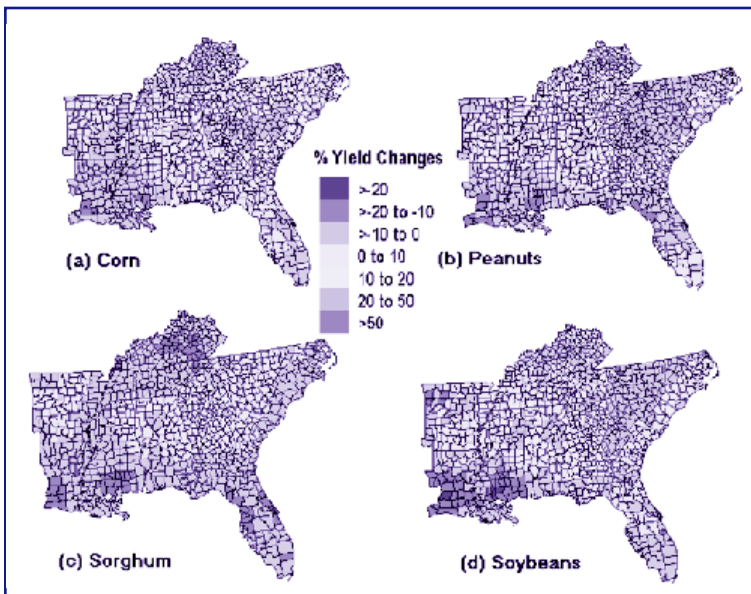 % Yield Changes
>-20
>-20 to -10
>-10 to 0
0 to 10
10 to 20
20 to 50
>50
(a) Corn
(b) Peanuts
(c) Sorghum
(d) Soybeans